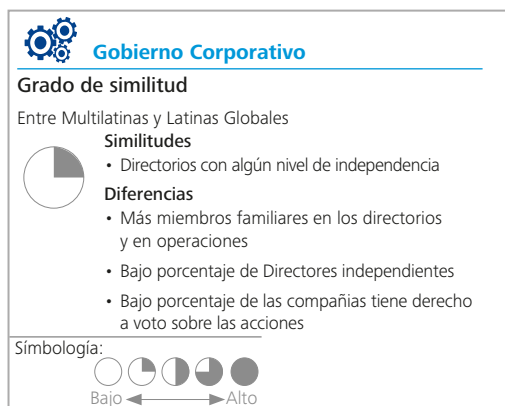 Gobierno Corporativo
Grado de similitud
Entre Multilatinas y Latinas Globales
Similitudes
• Directorios con algún nivel de independencia
Diferencias
• Más miembros familiares en los directorios
y en operaciones
• Bajo porcentaje de Directores independientes
• Bajo porcentaje de las compañias tiene derecho
a voto sobre las acciones
Símbología:
Bajo Alto